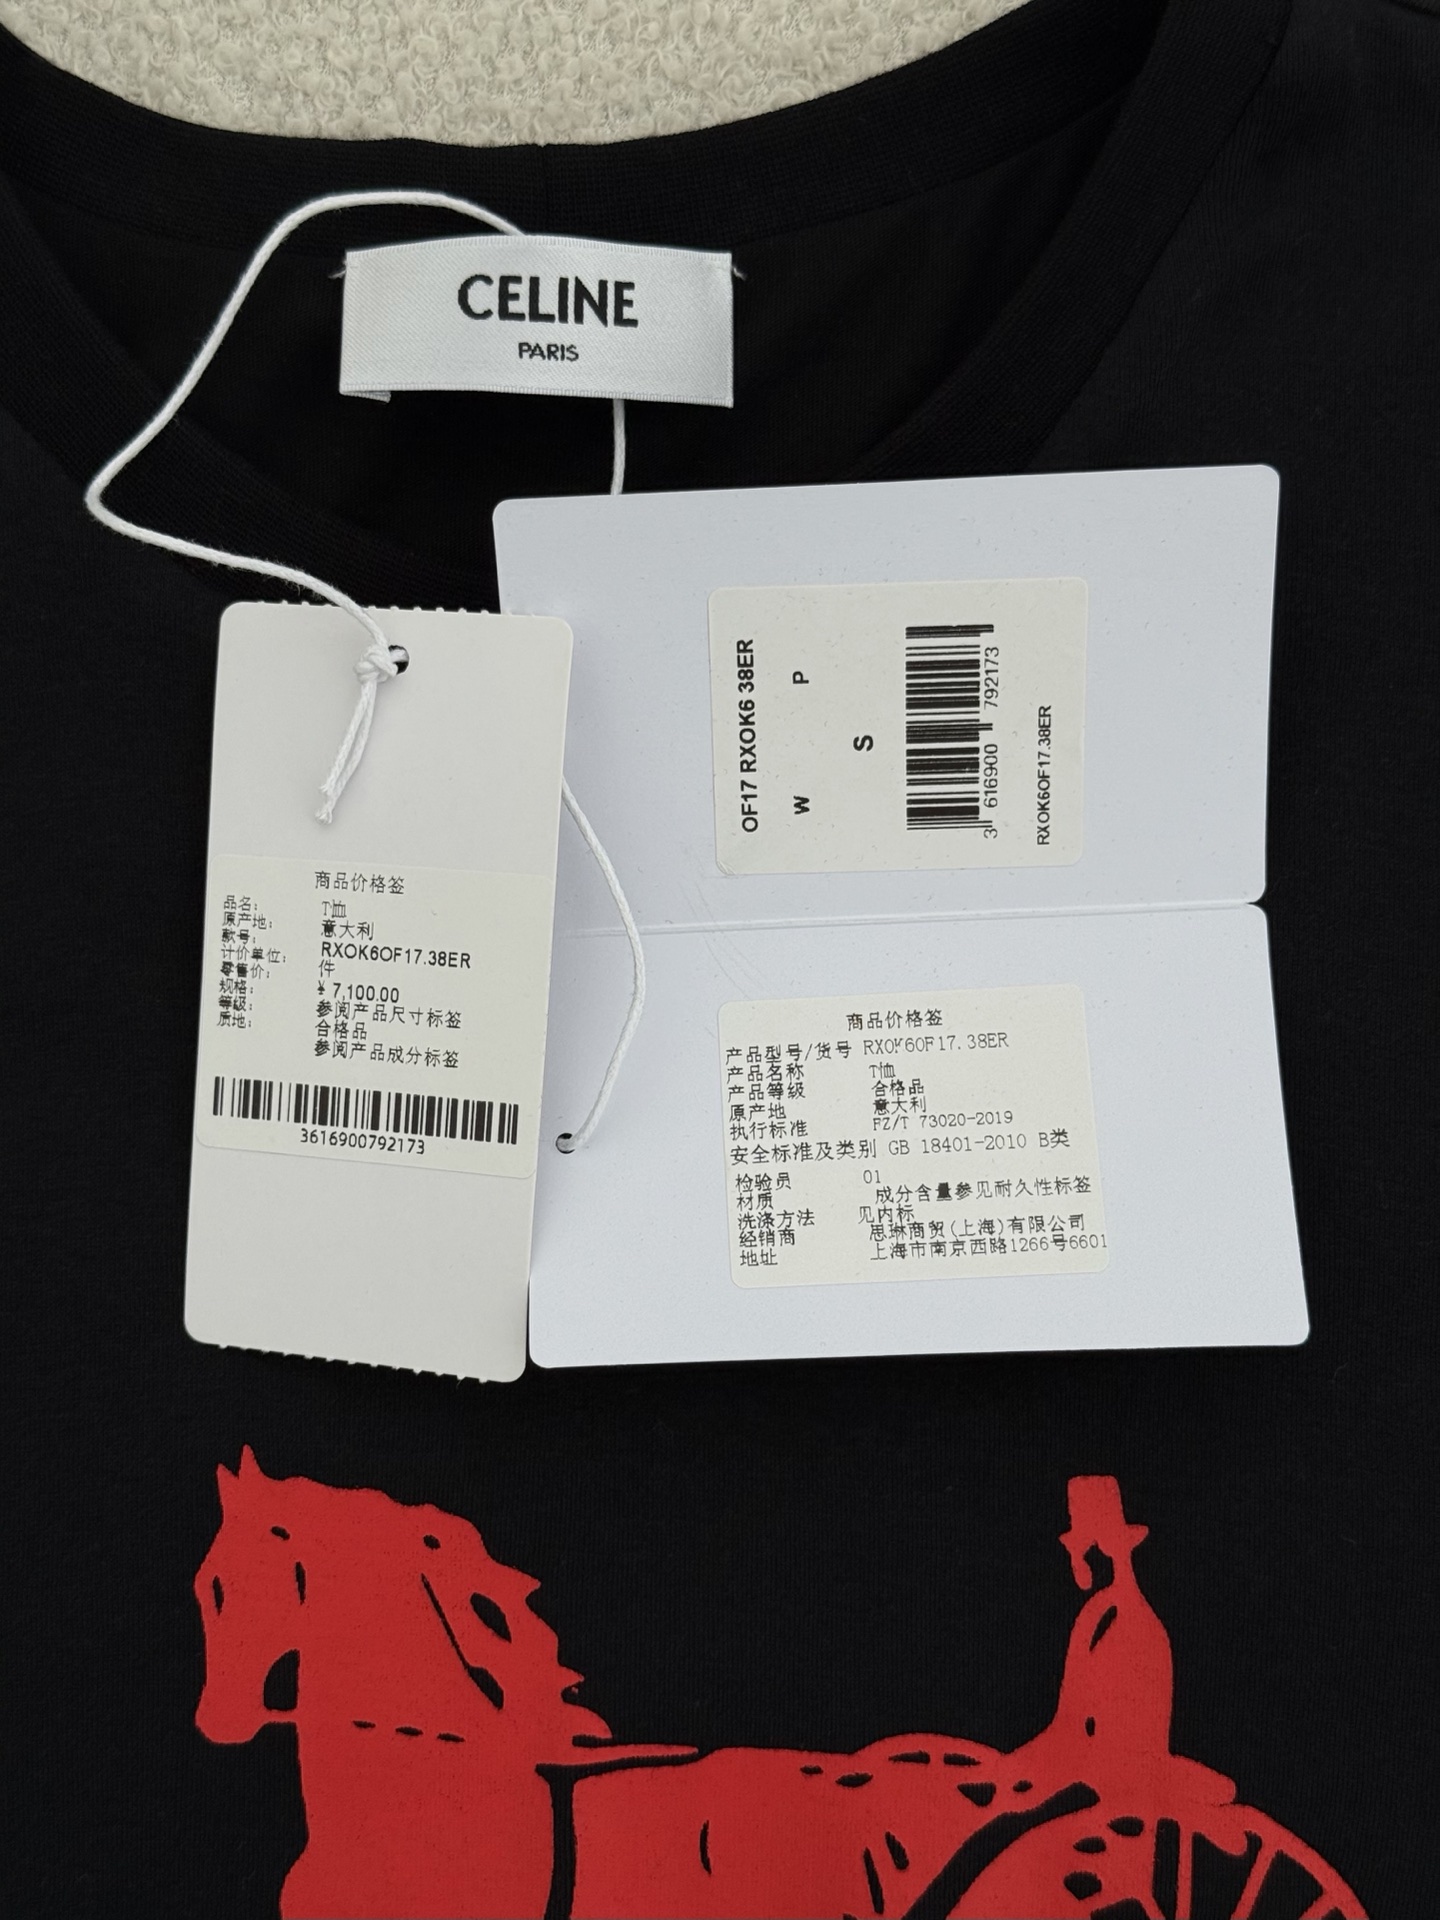 CELINE
PARIS
OF17 RXOK6 38ER
W P
S
3 616900 792173
RXOK6OF17.38ER
商品价格签
品名： T恤
原产地： 意大利
款号： RXOK6OF17.38ER
计价单位： 件
零售价： ¥ 7,100.00
规格： 参阅产品尺寸标签
等级： 合格品
质地： 参阅产品成分标签
3616900792173
商品价格签
产品型号/货号 RXOK6OF17.38ER
产品名称 T恤
产品等级 合格品
原产地 意大利
执行标准 FZ/T 73020-2019
安全标准及类别 GB 18401-2010 B类
检验员 01
材质 成分含量参见耐久性标签
洗涤方法 见内标
经销商 思琳商贸(上海)有限公司
地址 上海市南京西路1266号6601